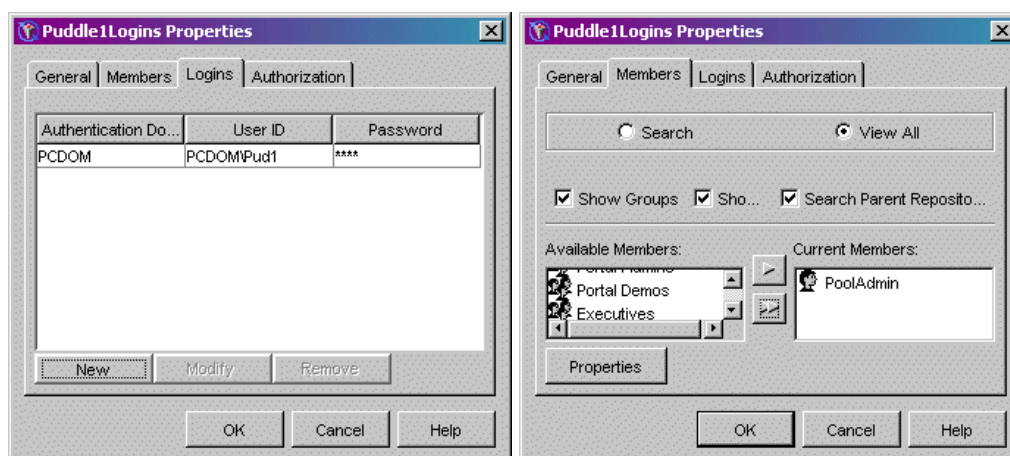 Puddle1Logins Properties
General Members Logins Authorization
Authentication Do... User ID Password
PCDOM PCDOM\Pud1 ****
New Modify Remove
OK Cancel Help
Puddle1Logins Properties
General Members Logins Authorization
Search View All
Show Groups Sho... Search Parent Reposito...
Available Members: Current Members:
Portal Admins
Portal Demos
Executives
PoolAdmin
Properties
OK Cancel Help